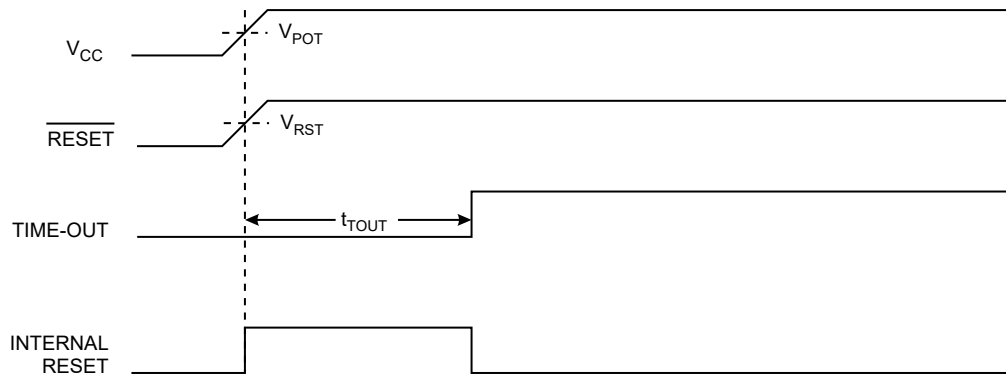 V_CC
V_POT
RESET
V_RST
TIME-OUT
t_TOUT
INTERNAL
RESET